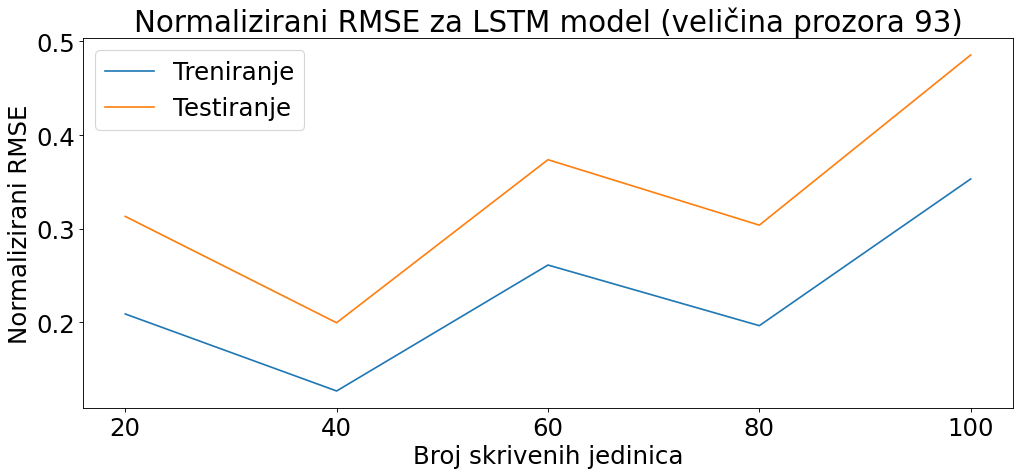 Normalizirani RMSE za LSTM model (veličina prozora 93)
Treniranje
Testiranje
Normalizirani RMSE
0.5
0.4
0.3
0.2
20 40 60 80 100
Broj skrivenih jedinica